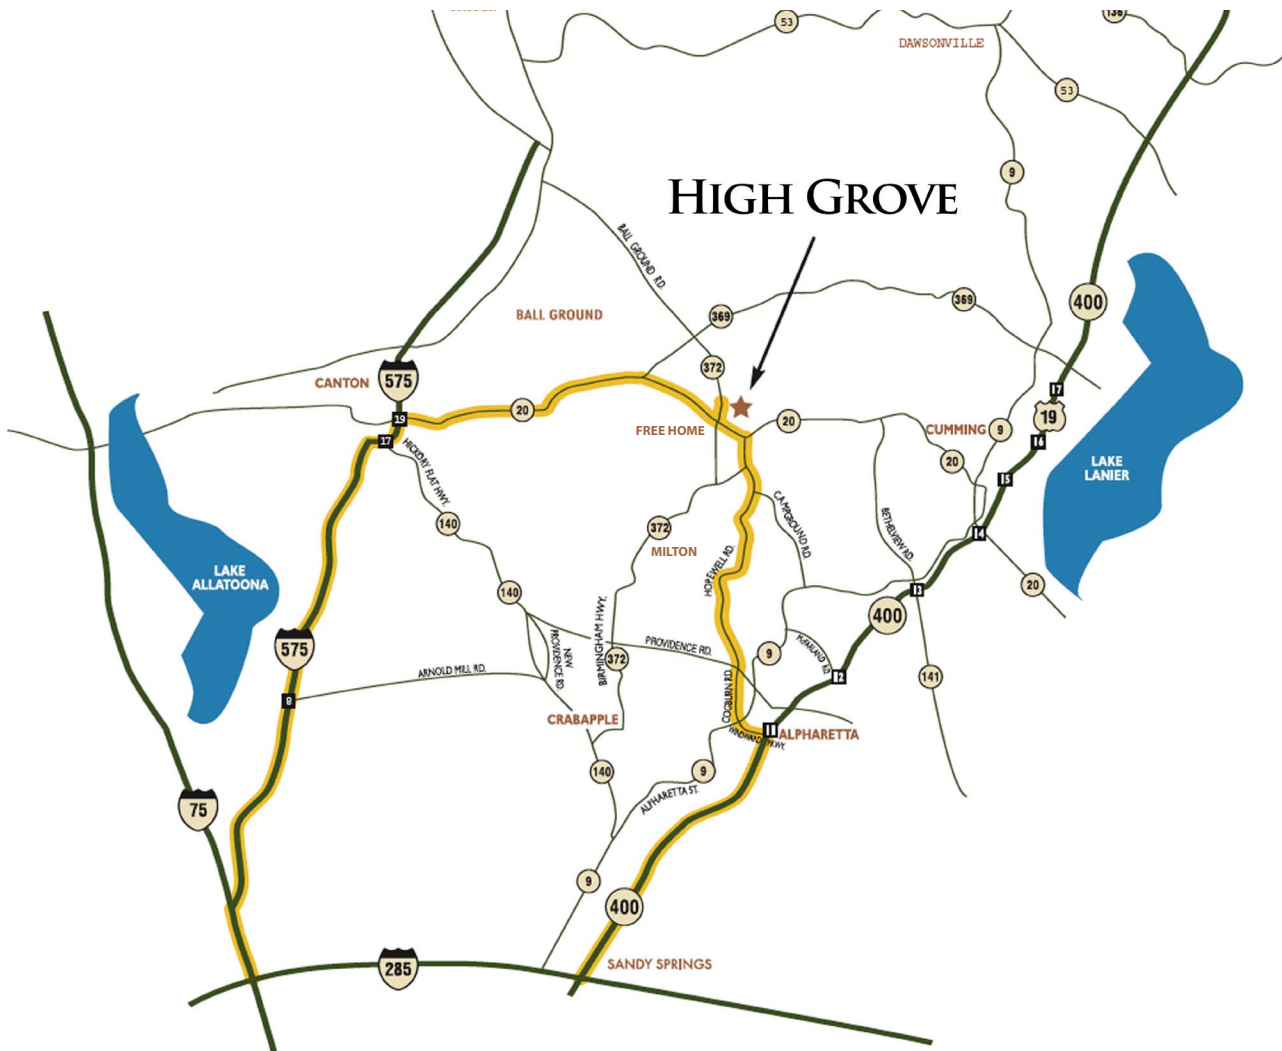 136
53
DAWSONVILLE
53
9
HIGH GROVE
BALL GROUND RD.
400
369
369
BALL GROUND
372
CANTON
575
17
19
20
19
20
FREE HOME
CUMMING
9
16
17
HICKORY FLAT HWY.
20
LAKE
LANIER
15
CAMPGROUND RD.
BETHELVIEW RD.
140
372
14
MILTON
HOPEWELL RD.
LAKE
ALLATOONA
20
140
13
BIRMINGHAM HWY.
400
575
NEW
PROVIDENCE RD.
PROVIDENCE RD.
9
MCFARLAND RD.
372
ARNOLD MILL RD.
12
141
8
COGBURN RD.
CRABAPPLE
11
ALPHARETTA
WINDWARD PKWY.
140
9
ALPHARETTA ST.
75
9
400
285
SANDY SPRINGS